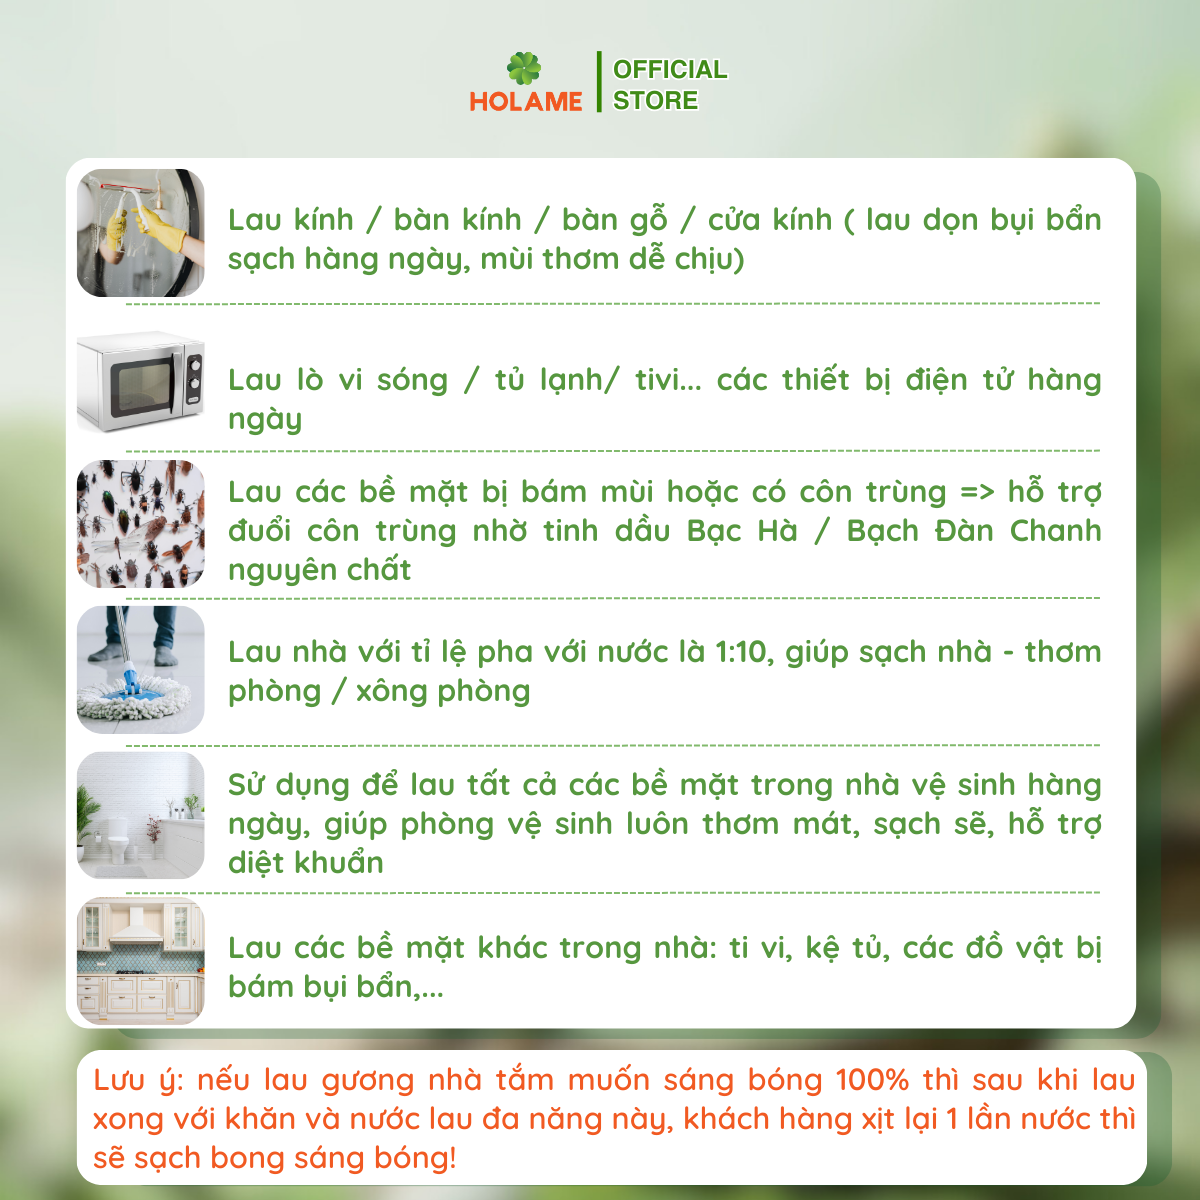 HOLAME
OFFICIAL
STORE
Lau kính / bàn kính / bàn gỗ / cửa kính ( lau dọn bụi bẩn
sạch hàng ngày, mùi thơm dễ chịu)
Lau lò vi sóng / tủ lạnh/ tivi... các thiết bị điện tử hàng
ngày
Lau các bề mặt bị bám mùi hoặc có côn trùng => hỗ trợ
đuổi côn trùng nhờ tinh dầu Bạc Hà / Bạch Đàn Chanh
nguyên chất
Lau nhà với tỉ lệ pha với nước là 1:10, giúp sạch nhà - thơm
phòng / xông phòng
Sử dụng để lau tất cả các bề mặt trong nhà vệ sinh hàng
ngày, giúp phòng vệ sinh luôn thơm mát, sạch sẽ, hỗ trợ
diệt khuẩn
Lau các bề mặt khác trong nhà: ti vi, kệ tủ, các đồ vật bị
bám bụi bẩn,...
Lưu ý: nếu lau gương nhà tắm muốn sáng bóng 100% thì sau khi lau
xong với khăn và nước lau đa năng này, khách hàng xịt lại 1 lần nước thì
sẽ sạch bong sáng bóng!